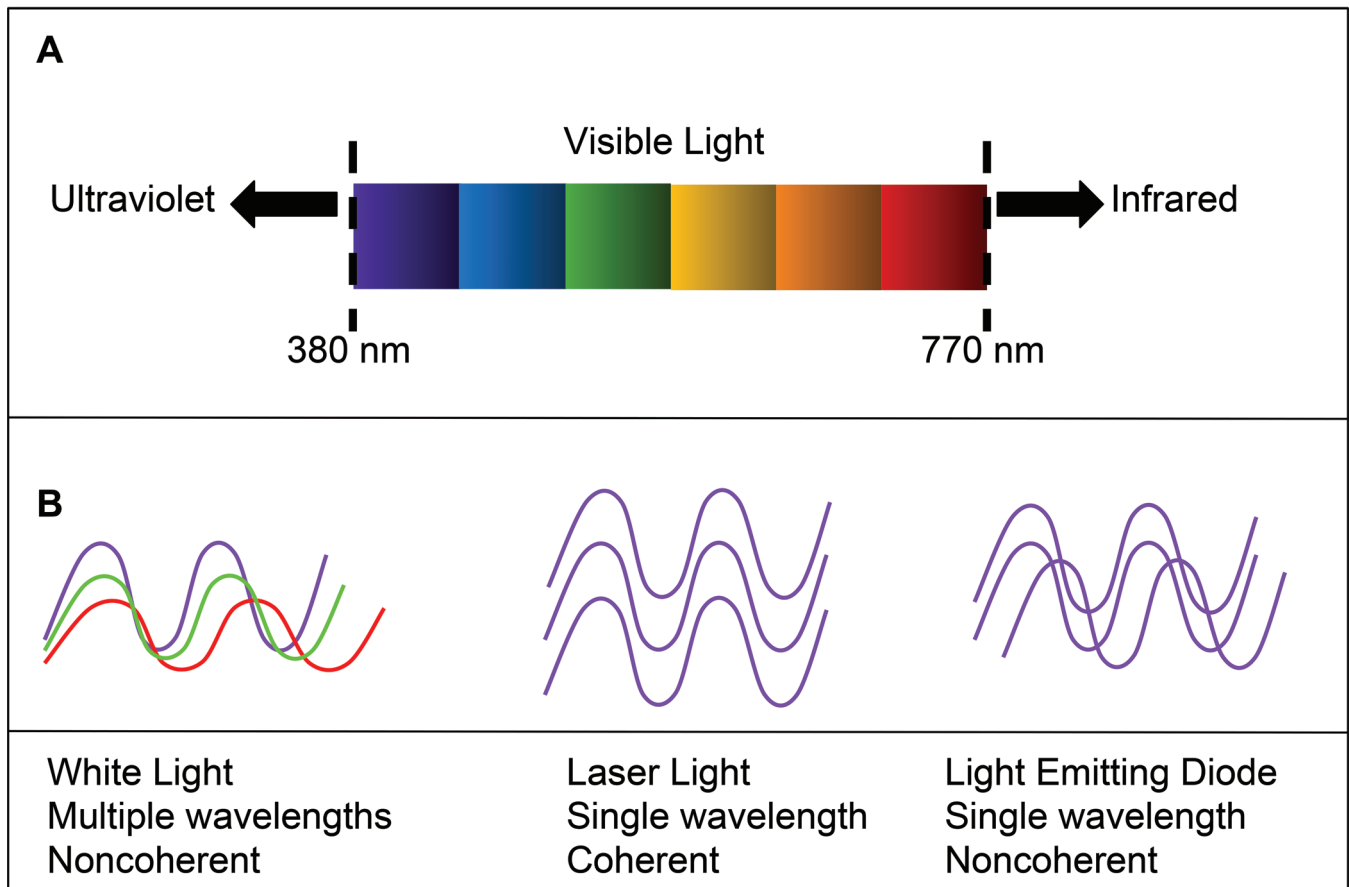 A
Visible Light
Ultraviolet
Infrared
380 nm
770 nm
B
White Light
Multiple wavelengths
Noncoherent
Laser Light
Single wavelength
Coherent
Light Emitting Diode
Single wavelength
Noncoherent